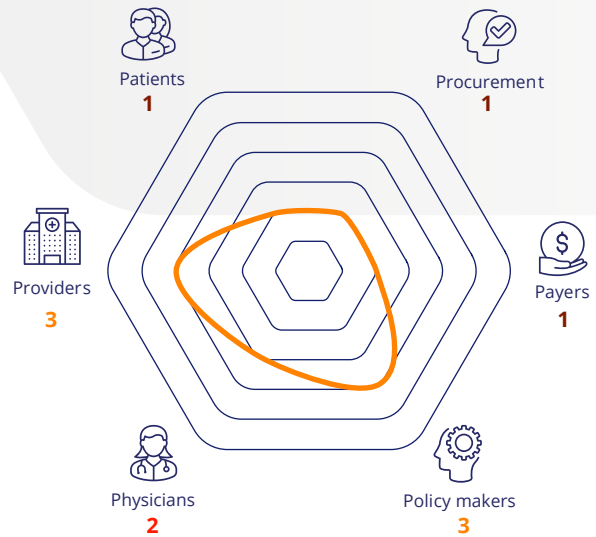 Patients
1
Procurement
1
Providers
3
Payers
1
Physicians
2
Policy makers
3